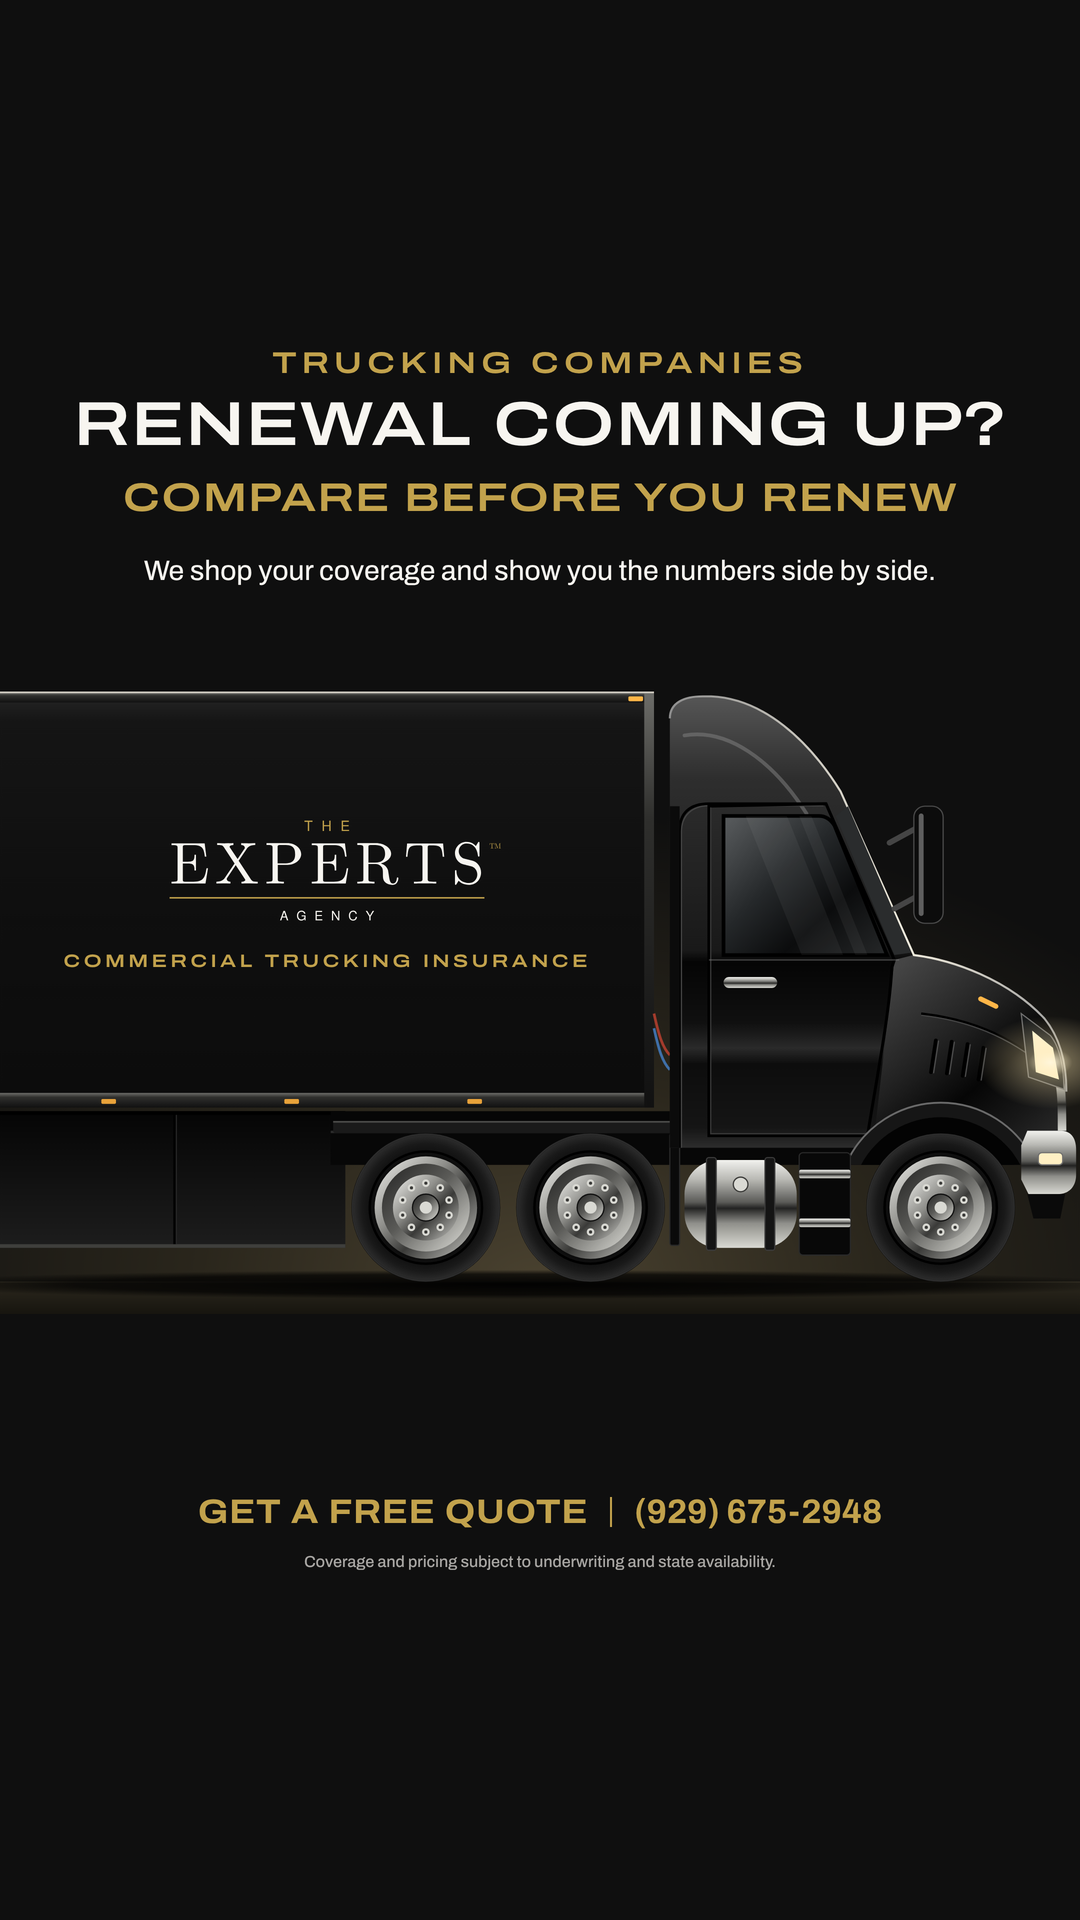 TRUCKING COMPANIES
RENEWAL COMING UP?
COMPARE BEFORE YOU RENEW
We shop your coverage and show you the numbers side by side.
THE
EXPERTS™
AGENCY
COMMERCIAL TRUCKING INSURANCE
GET A FREE QUOTE | (929) 675-2948
Coverage and pricing subject to underwriting and state availability.